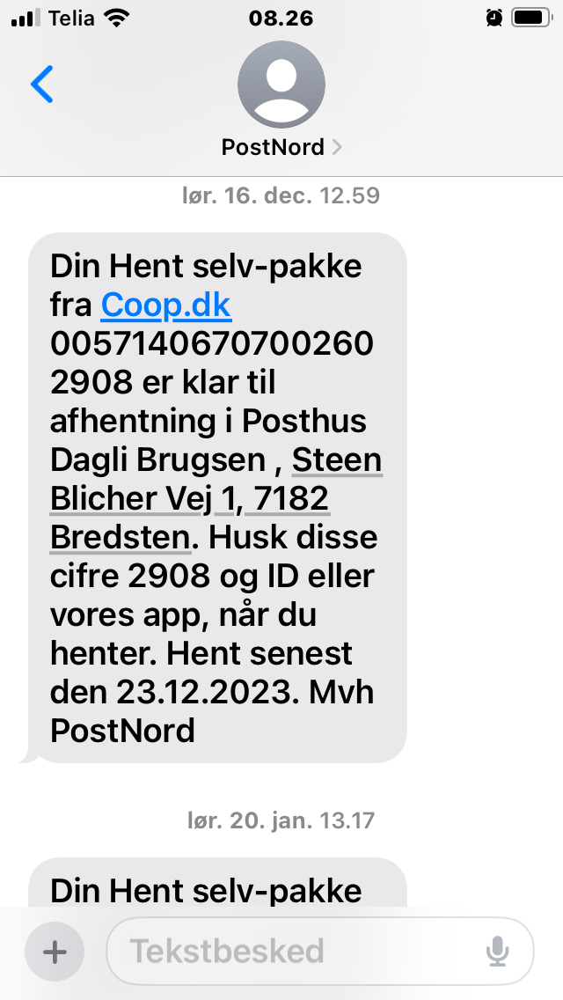 Telia 08.26
PostNord
lør. 16. dec. 12.59
Din Hent selv-pakke
fra Coop.dk
0057140670700260
2908 er klar til
afhentning i Posthus
Dagli Brugsen , Steen
Blicher Vej 1, 7182
Bredsten. Husk disse
cifre 2908 og ID eller
vores app, når du
henter. Hent senest
den 23.12.2023. Mvh
PostNord
lør. 20. jan. 13.17
Din Hent selv-pakke
Tekstbesked